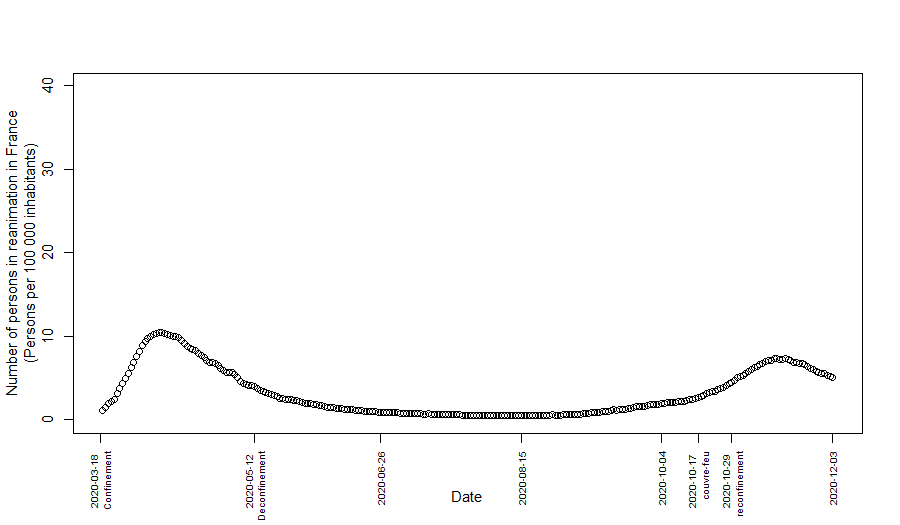 Number of persons in reanimation in France
(Persons per 100 000 inhabitants)
40
30
20
10
0
2020-03-18
Confinement
2020-05-12
Deconfinement
2020-06-26
2020-08-15
2020-10-04
2020-10-17
couvre-feu
2020-10-29
reconfinement
2020-12-03
Date